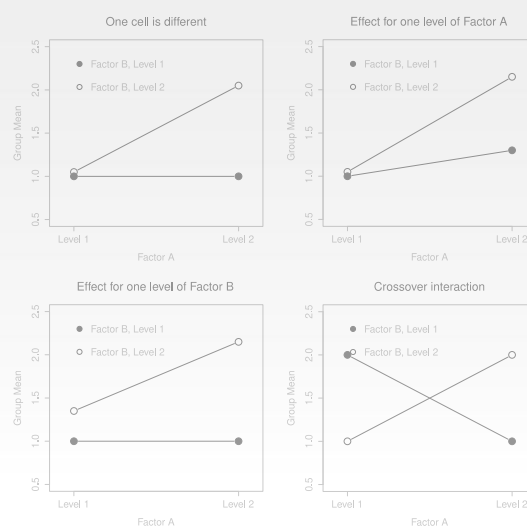 One cell is different
2.5
2.0
1.5
1.0
0.5
Group Mean
Factor B, Level 1
Factor B, Level 2
Level 1
Level 2
Factor A
Effect for one level of Factor A
2.5
2.0
1.5
1.0
0.5
Group Mean
Factor B, Level 1
Factor B, Level 2
Level 1
Level 2
Factor A
Effect for one level of Factor B
2.5
2.0
1.5
1.0
0.5
Group Mean
Factor B, Level 1
Factor B, Level 2
Level 1
Level 2
Factor A
Crossover interaction
2.5
2.0
1.5
1.0
0.5
Group Mean
Factor B, Level 1
Factor B, Level 2
Level 1
Level 2
Factor A